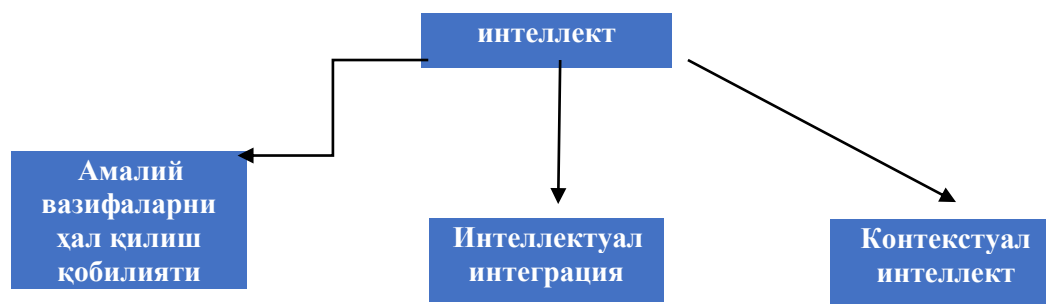 интеллект
Амалий
вазифаларни
ҳал қилиш
қобилияти
Интеллектуал
интеграция
Контекстуал
интеллект